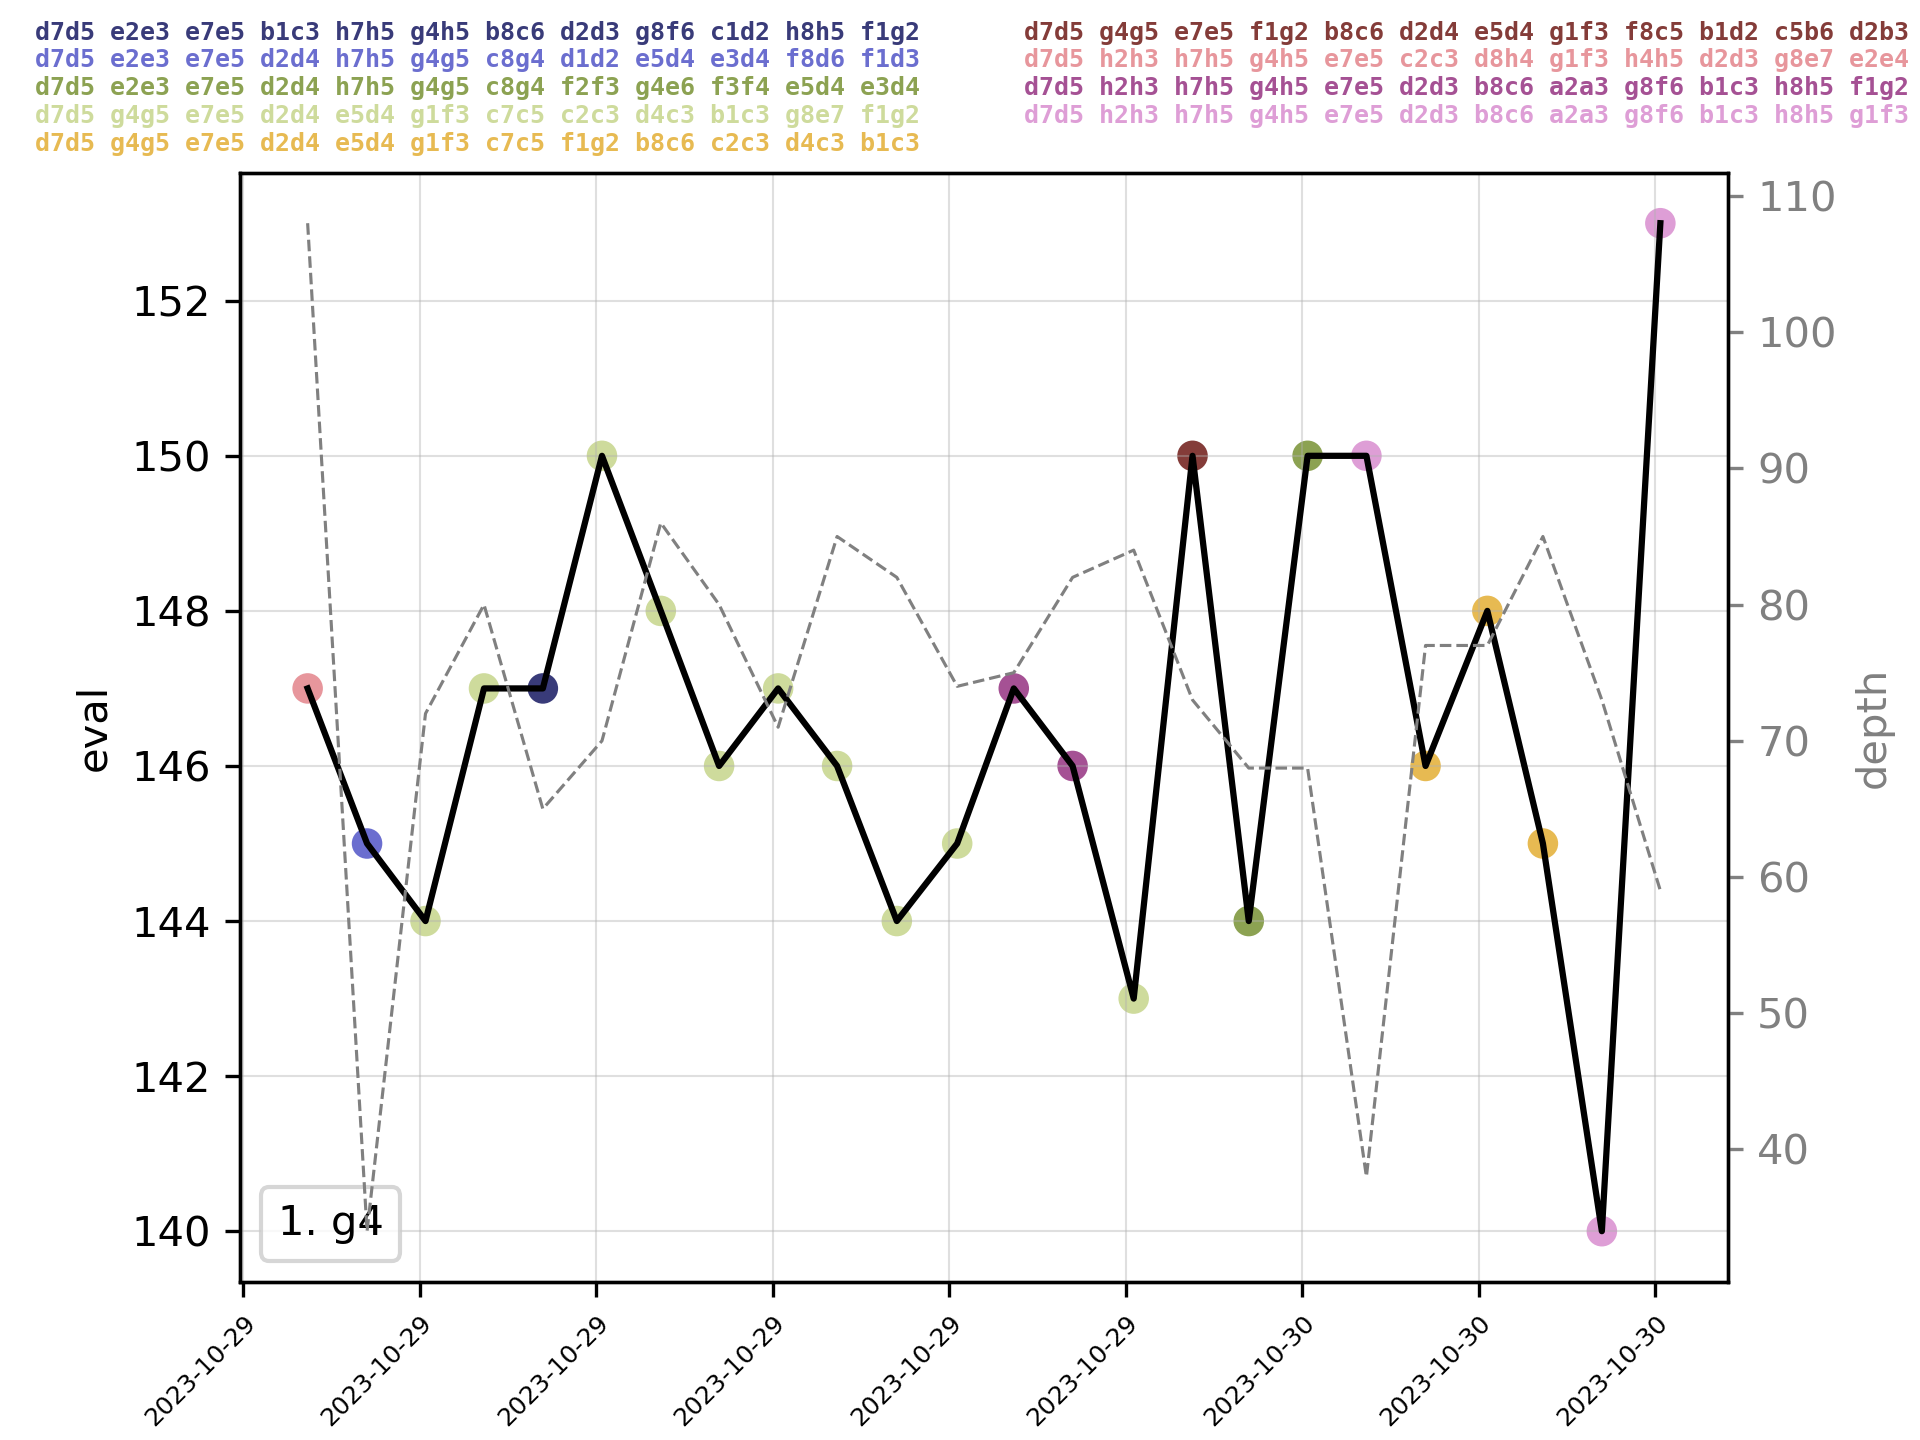 d7d5 e2e3 e7e5 b1c3 h7h5 g4h5 b8c6 d2d3 g8f6 c1d2 h8h5 f1g2
d7d5 e2e3 e7e5 d2d4 h7h5 g4g5 c8g4 d1d2 e5d4 e3d4 f8d6 f1d3
d7d5 e2e3 e7e5 d2d4 h7h5 g4g5 c8g4 f2f3 g4e6 f3f4 e5d4 e3d4
d7d5 g4g5 e7e5 d2d4 e5d4 g1f3 c7c5 c2c3 d4c3 b1c3 g8e7 f1g2
d7d5 g4g5 e7e5 d2d4 e5d4 g1f3 c7c5 f1g2 b8c6 c2c3 d4c3 b1c3
d7d5 g4g5 e7e5 f1g2 b8c6 d2d4 e5d4 g1f3 f8c5 b1d2 c5b6 d2b3
d7d5 h2h3 h7h5 g4h5 e7e5 c2c3 d8h4 g1f3 h4h5 d2d3 g8e7 e2e4
d7d5 h2h3 h7h5 g4h5 e7e5 d2d3 b8c6 a2a3 g8f6 b1c3 h8h5 f1g2
d7d5 h2h3 h7h5 g4h5 e7e5 d2d3 b8c6 a2a3 g8f6 b1c3 h8h5 g1f3
eval
152
150
148
146
144
142
140
110
100
90
80
70
60
50
40
depth
1. g4
2023-10-29
2023-10-29
2023-10-29
2023-10-29
2023-10-29
2023-10-29
2023-10-30
2023-10-30
2023-10-30